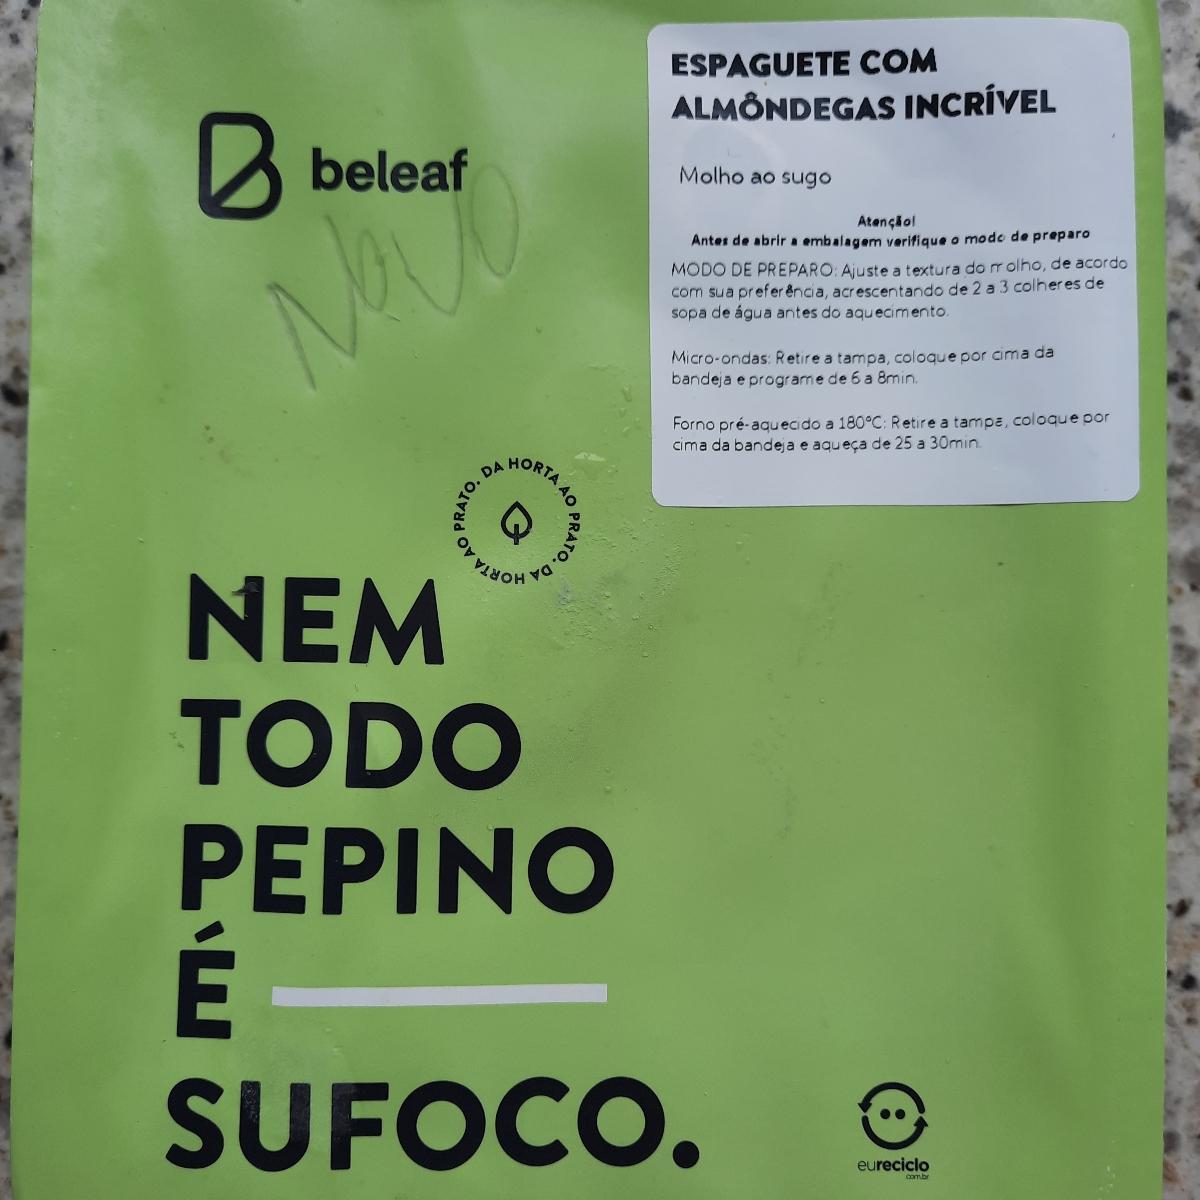 beleaf
Novo
ESPAGUETE COM
ALMÔNDEGAS INCRÍVEL
Molho ao sugo
Atenção!
Antes de abrir a embalagem verifique o modo de preparo
MODO DE PREPARO: Ajuste a textura do molho, de acordo
com sua preferência, acrescentando de 2 a 3 colheres de
sopa de água antes do aquecimento.
Micro-ondas: Retire a tampa, coloque por cima da
bandeja e programe de 6 a 8min.
Forno pré-aquecido a 180°C: Retire a tampa, coloque por
cima da bandeja e aqueça de 25 a 30min.
DA HORTA AO PRATO. DA HORTA AO PRATO.
NEM
TODO
PEPINO
É
SUFOCO.
eureciclo
.com.br